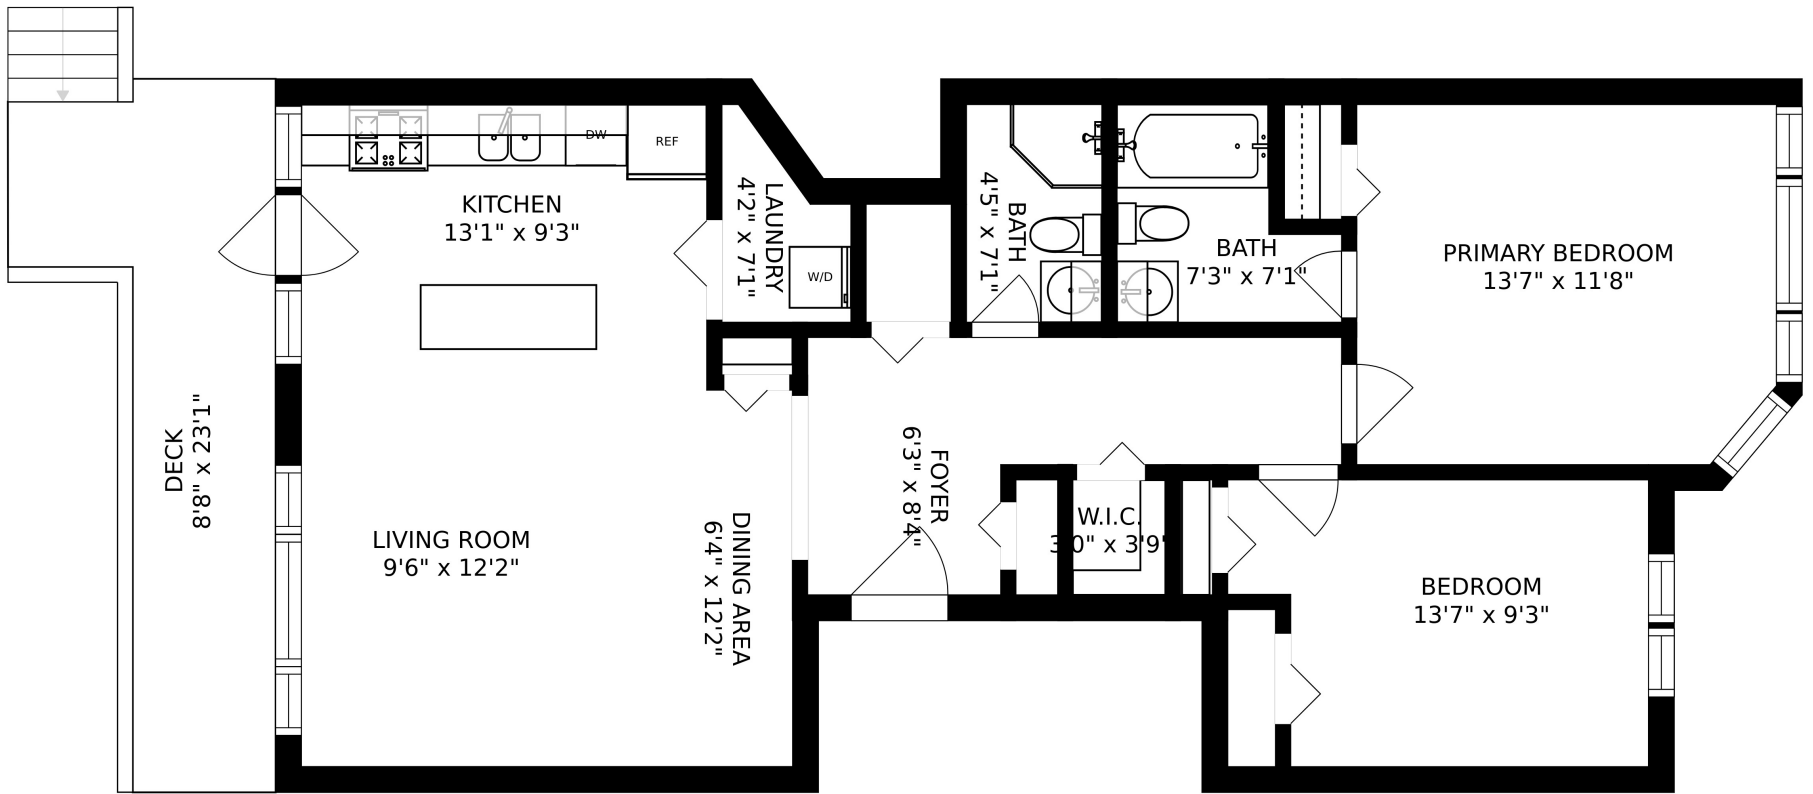 DW
REF
KITCHEN
13'1" x 9'3"
LAUNDRY
4'2" x 7'1"
W/D
BATH
4'5" x 7'1"
BATH
7'3" x 7'1"
PRIMARY BEDROOM
13'7" x 11'8"
DECK
8'8" x 23'1"
LIVING ROOM
9'6" x 12'2"
DINING AREA
6'4" x 12'2"
FOYER
6'3" x 8'4"
W.I.C.
3'0" x 3'9"
BEDROOM
13'7" x 9'3"